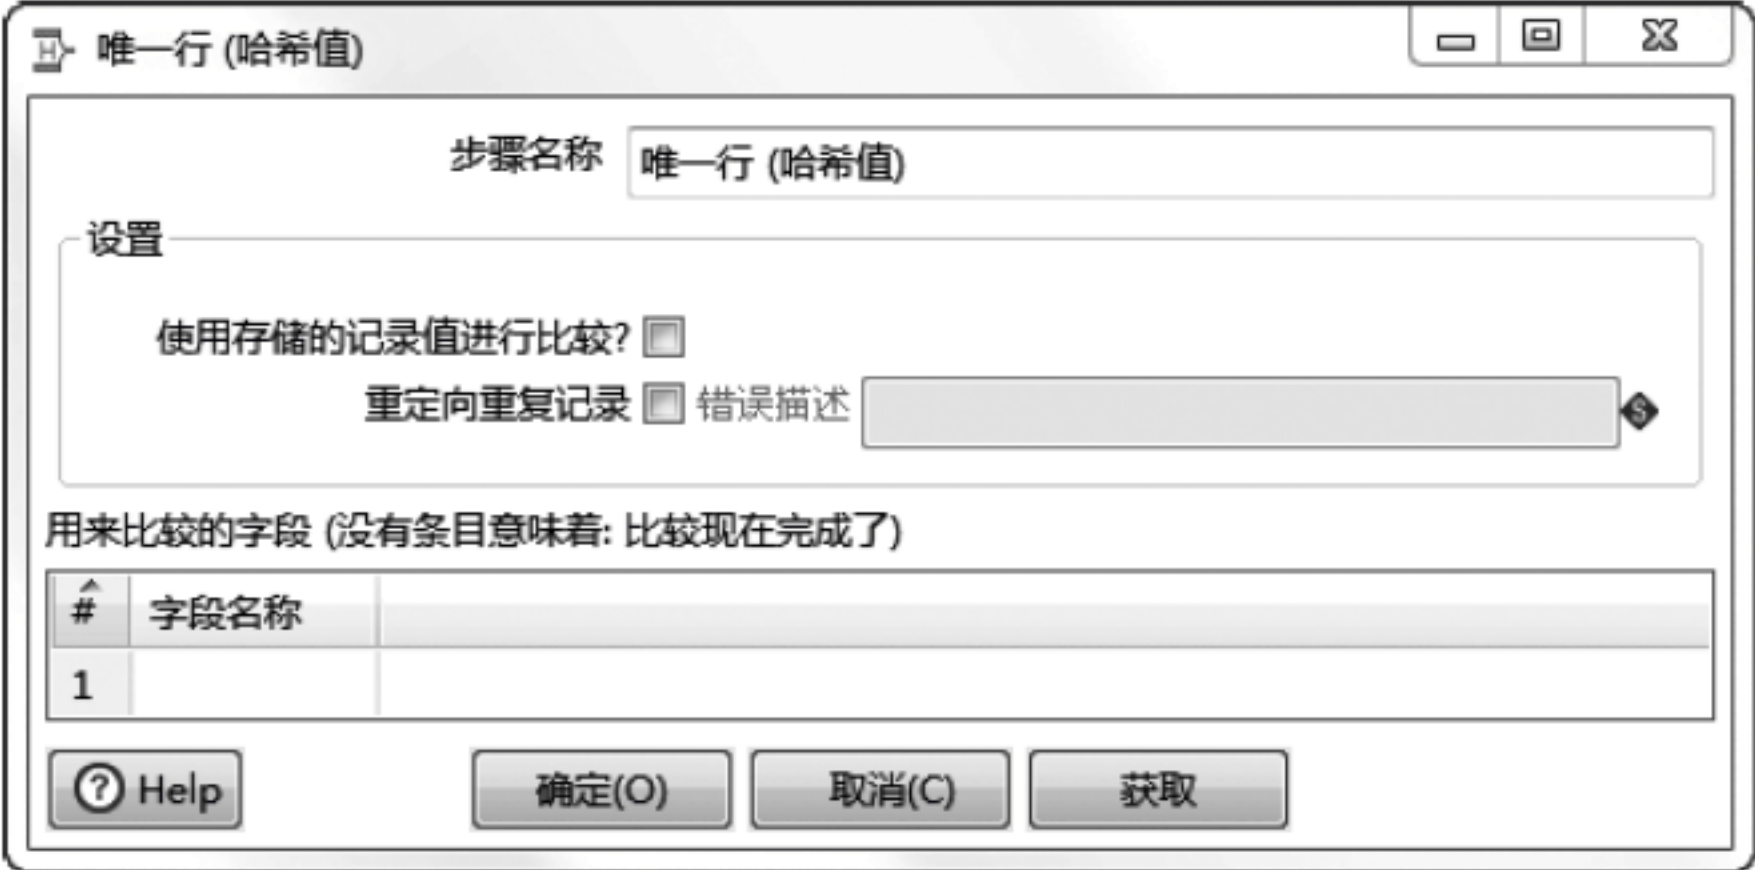 唯一行 (哈希值)
步骤名称 唯一行 (哈希值)
设置
使用存储的记录值进行比较?
重定向重复记录 错误描述
用来比较的字段 (没有条目意味着: 比较现在完成了)
# 字段名称
1
Help 确定(O) 取消(C) 获取